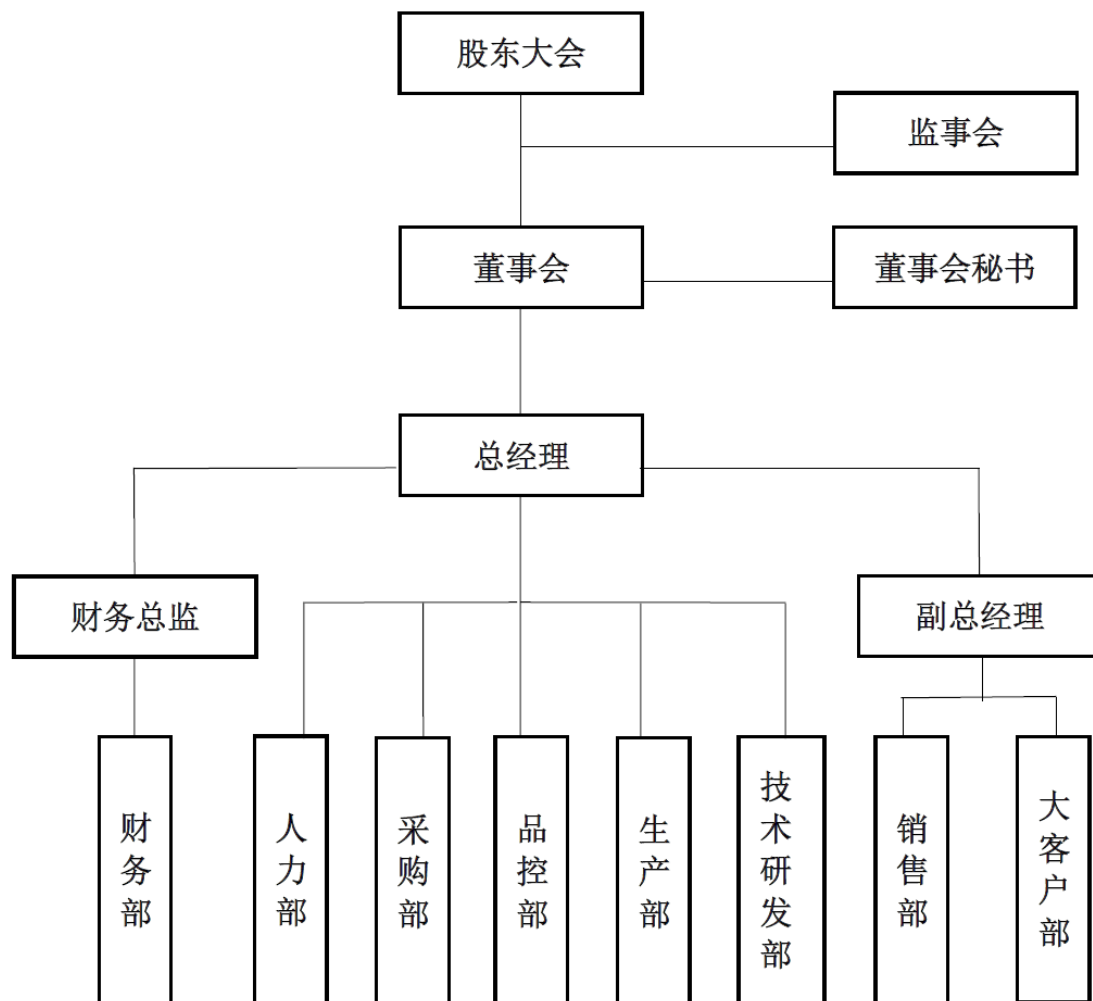 股东大会
监事会
董事会
董事会秘书
总经理
财务总监
副总经理
财务部
人力部
采购部
品控部
生产部
技术研发部
销售部
大客户部